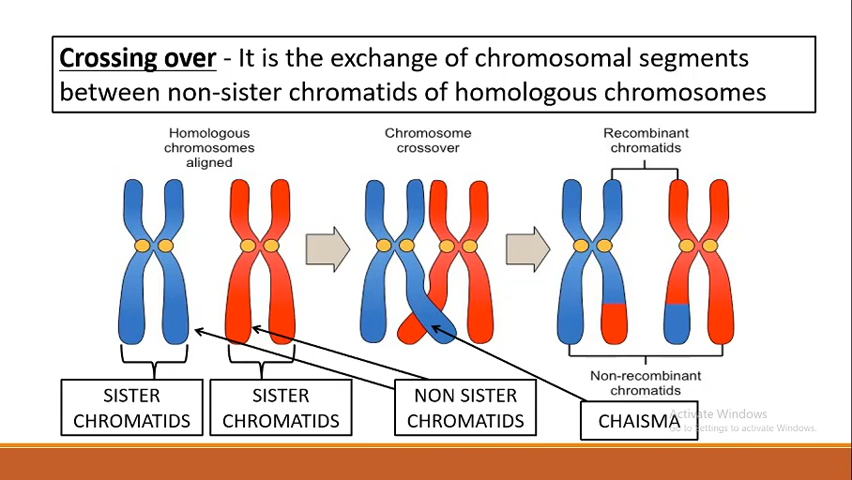 Crossing over - It is the exchange of chromosomal segments
between non-sister chromatids of homologous chromosomes
Homologous
chromosomes
aligned
Chromosome
crossover
Recombinant
chromatids
Non-recombinant
chromatids
SISTER
CHROMATIDS
SISTER
CHROMATIDS
NON SISTER
CHROMATIDS
CHAISMA
Activate Windows
Go to Settings to activate Windows.